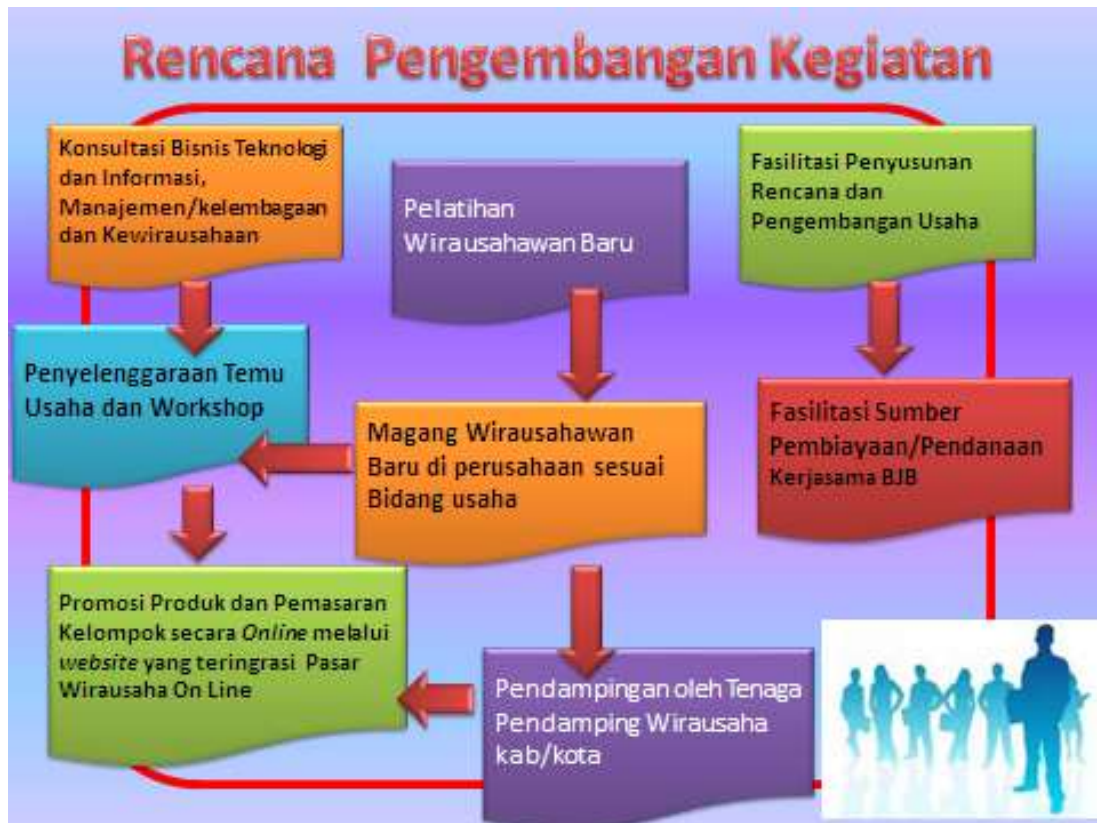 Rencana Pengembangan Kegiatan
Konsultasi Bisnis Teknologi
dan Informasi,
Manajemen/kelembagaan
dan Kewirausahaan
Pelatihan
Wirausahawan Baru
Fasilitasi Penyusunan
Rencana dan
Pengembangan Usaha
Penyelenggaraan Temu
Usaha dan Workshop
Magang Wirausahawan
Baru di perusahaan sesuai
Bidang usaha
Fasilitasi Sumber
Pembiayaan/Pendanaan
Kerjasama BJB
Promosi Produk dan Pemasaran
Kelompok secara Online melalui
website yang teringrasi Pasar
Wirausaha On Line
Pendampingan oleh Tenaga
Pendamping Wirausaha
kab/kota